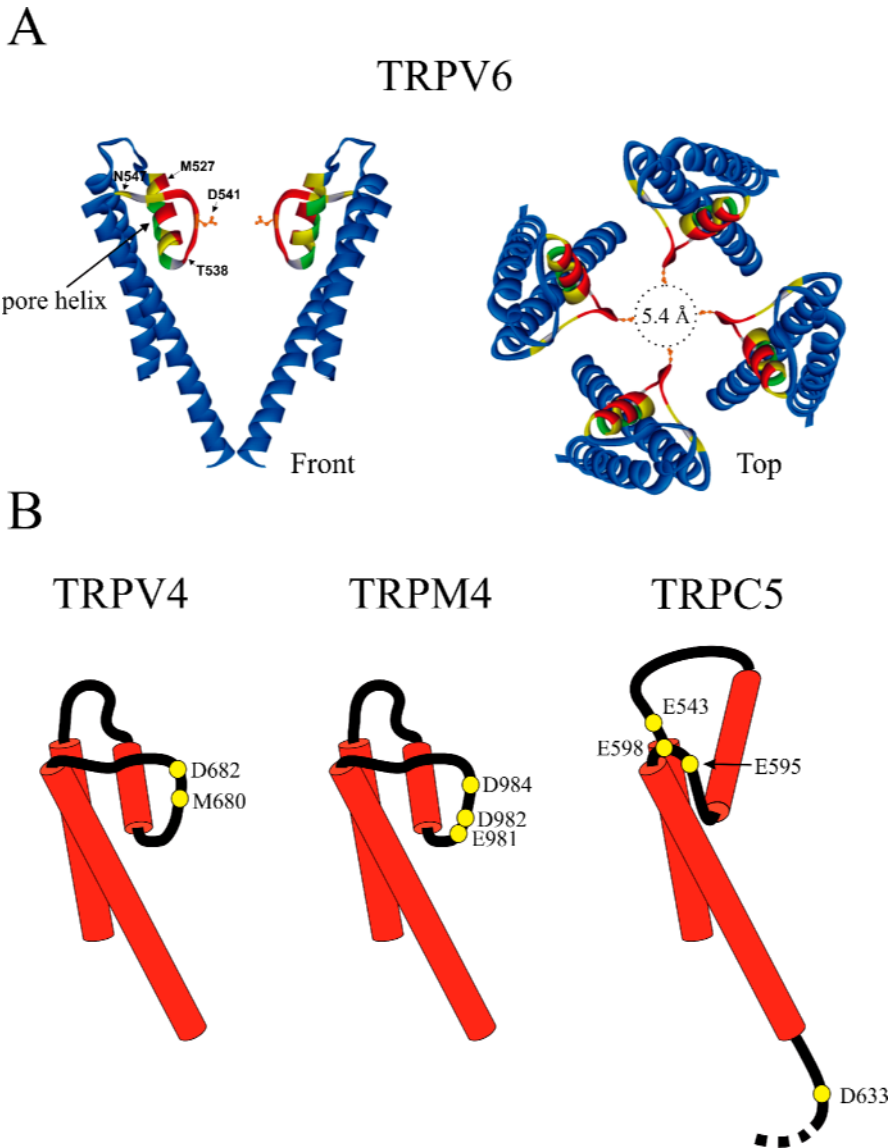 A
TRPV6
N547
M527
D541
T538
pore helix
5.4 Å
Front
Top
B
TRPV4
TRPM4
TRPC5
D682
M680
D984
D982
E981
E543
E598
E595
D633